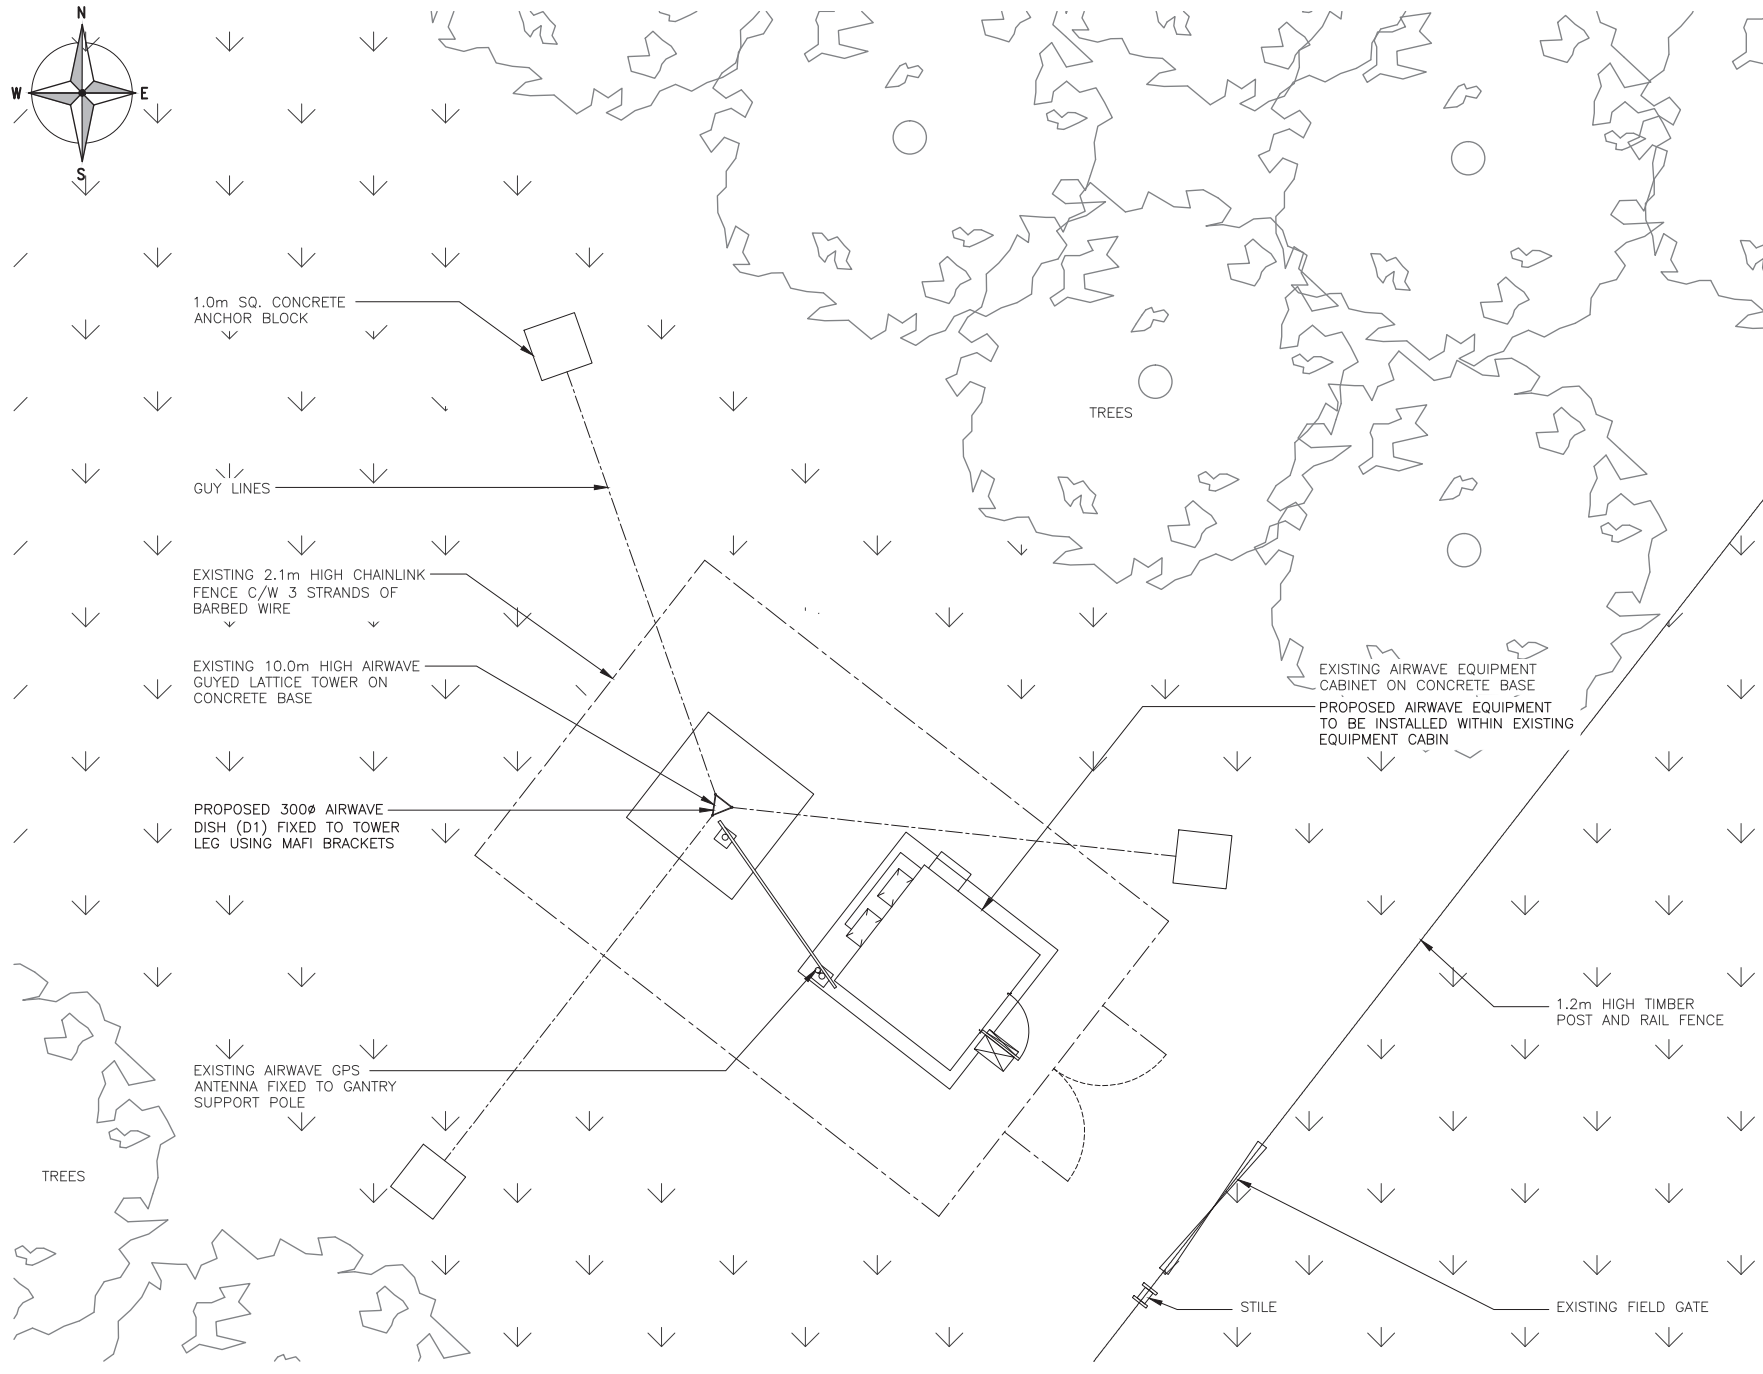 N
W E
S
1.0m SQ. CONCRETE
ANCHOR BLOCK
GUY LINES
EXISTING 2.1m HIGH CHAINLINK
FENCE C/W 3 STRANDS OF
BARBED WIRE
EXISTING 10.0m HIGH AIRWAVE
GUYED LATTICE TOWER ON
CONCRETE BASE
PROPOSED 300ø AIRWAVE
DISH (D1) FIXED TO TOWER
LEG USING MAFI BRACKETS
EXISTING AIRWAVE GPS
ANTENNA FIXED TO GANTRY
SUPPORT POLE
TREES
TREES
EXISTING AIRWAVE EQUIPMENT
CABINET ON CONCRETE BASE
PROPOSED AIRWAVE EQUIPMENT
TO BE INSTALLED WITHIN EXISTING
EQUIPMENT CABIN
1.2m HIGH TIMBER
POST AND RAIL FENCE
STILE
EXISTING FIELD GATE